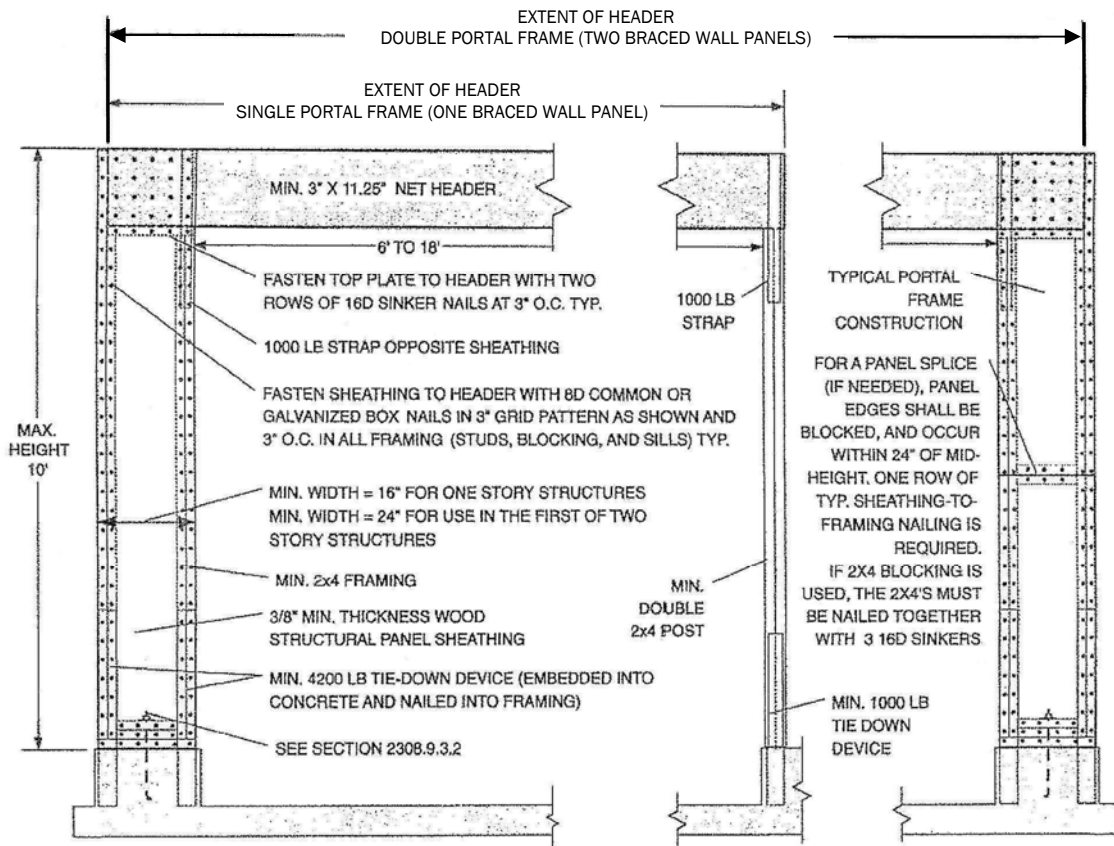 EXTENT OF HEADER
DOUBLE PORTAL FRAME (TWO BRACED WALL PANELS)
EXTENT OF HEADER
SINGLE PORTAL FRAME (ONE BRACED WALL PANEL)
MIN. 3" X 11.25" NET HEADER
6' TO 18'
FASTEN TOP PLATE TO HEADER WITH TWO
ROWS OF 16D SINKER NAILS AT 3" O.C. TYP.
1000 LB STRAP OPPOSITE SHEATHING
FASTEN SHEATHING TO HEADER WITH 8D COMMON OR
GALVANIZED BOX NAILS IN 3" GRID PATTERN AS SHOWN AND
3" O.C. IN ALL FRAMING (STUDS, BLOCKING, AND SILLS) TYP.
MAX.
HEIGHT
10'
MIN. WIDTH = 16" FOR ONE STORY STRUCTURES
MIN. WIDTH = 24" FOR USE IN THE FIRST OF TWO
STORY STRUCTURES
MIN. 2x4 FRAMING
3/8" MIN. THICKNESS WOOD
STRUCTURAL PANEL SHEATHING
MIN. 4200 LB TIE-DOWN DEVICE (EMBEDDED INTO
CONCRETE AND NAILED INTO FRAMING)
SEE SECTION 2308.9.3.2
1000 LB
STRAP
MIN.
DOUBLE
2x4 POST
MIN. 1000 LB
TIE DOWN
DEVICE
TYPICAL PORTAL
FRAME
CONSTRUCTION
FOR A PANEL SPLICE
(IF NEEDED), PANEL
EDGES SHALL BE
BLOCKED, AND OCCUR
WITHIN 24" OF MID-
HEIGHT. ONE ROW OF
TYP. SHEATHING-TO-
FRAMING NAILING IS
REQUIRED.
IF 2X4 BLOCKING IS
USED, THE 2X4'S MUST
BE NAILED TOGETHER
WITH 3 16D SINKERS